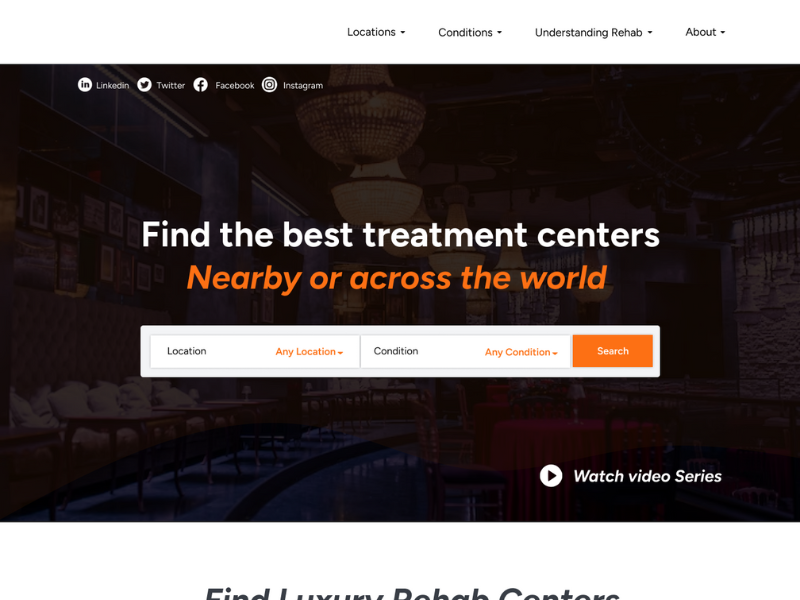 Locations Conditions Understanding Rehab About
Linkedin Twitter Facebook Instagram
Find the best treatment centers
Nearby or across the world
Location Any Location Condition Any Condition Search
Watch video Series
Find Luxury Rehab Centers